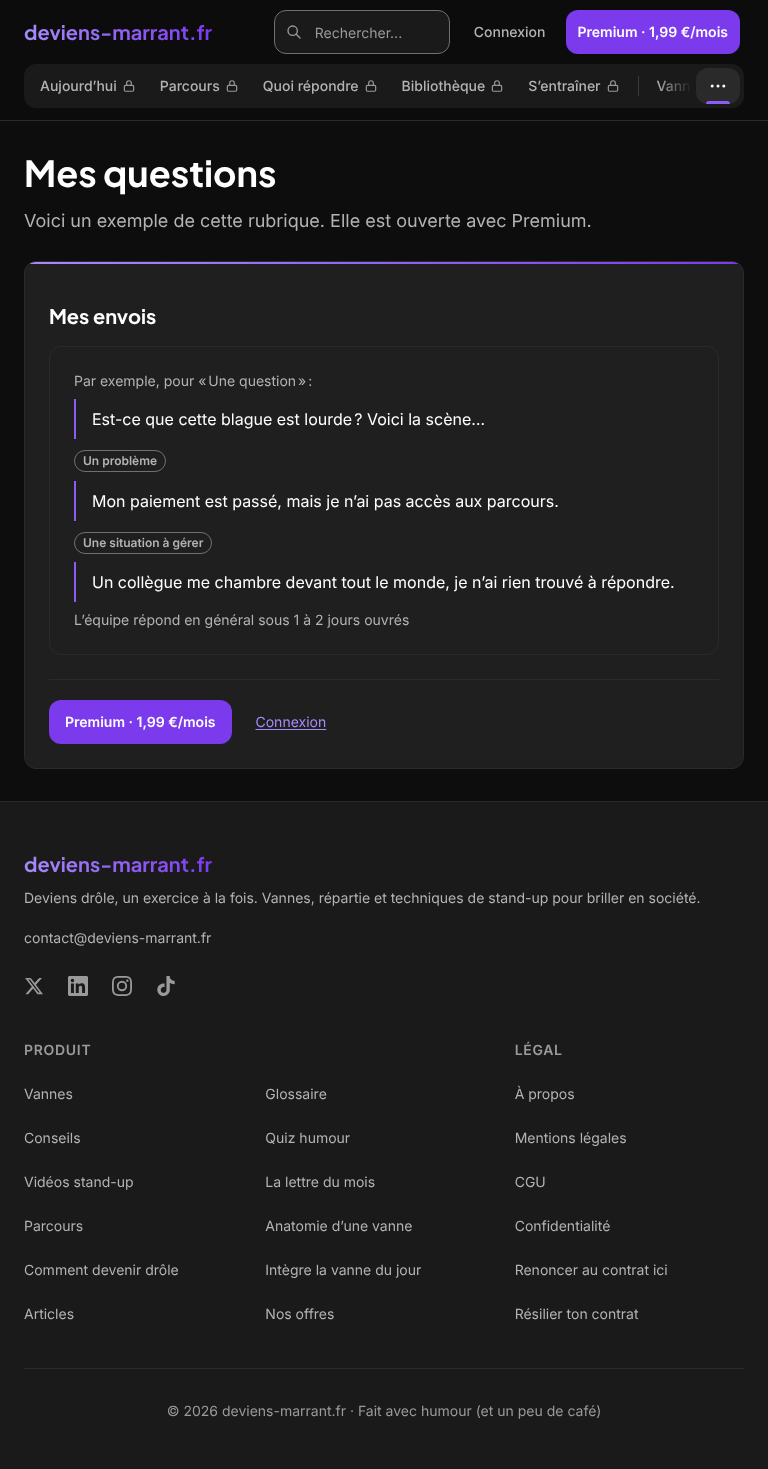 deviens-marrant.fr
Rechercher...
Connexion
Premium · 1,99 €/mois
Aujourd’hui
Parcours
Quoi répondre
Bibliothèque
S’entraîner
Vann
Mes questions
Voici un exemple de cette rubrique. Elle est ouverte avec Premium.
Mes envois
Par exemple, pour « Une question » :
Est-ce que cette blague est lourde ? Voici la scène…
Un problème
Mon paiement est passé, mais je n’ai pas accès aux parcours.
Une situation à gérer
Un collègue me chambre devant tout le monde, je n’ai rien trouvé à répondre.
L’équipe répond en général sous 1 à 2 jours ouvrés
Premium · 1,99 €/mois
Connexion
deviens-marrant.fr
Deviens drôle, un exercice à la fois. Vannes, répartie et techniques de stand-up pour briller en société.
contact@deviens-marrant.fr
PRODUIT
Vannes
Conseils
Vidéos stand-up
Parcours
Comment devenir drôle
Articles
Glossaire
Quiz humour
La lettre du mois
Anatomie d’une vanne
Intègre la vanne du jour
Nos offres
LÉGAL
À propos
Mentions légales
CGU
Confidentialité
Renoncer au contrat ici
Résilier ton contrat
© 2026 deviens-marrant.fr · Fait avec humour (et un peu de café)